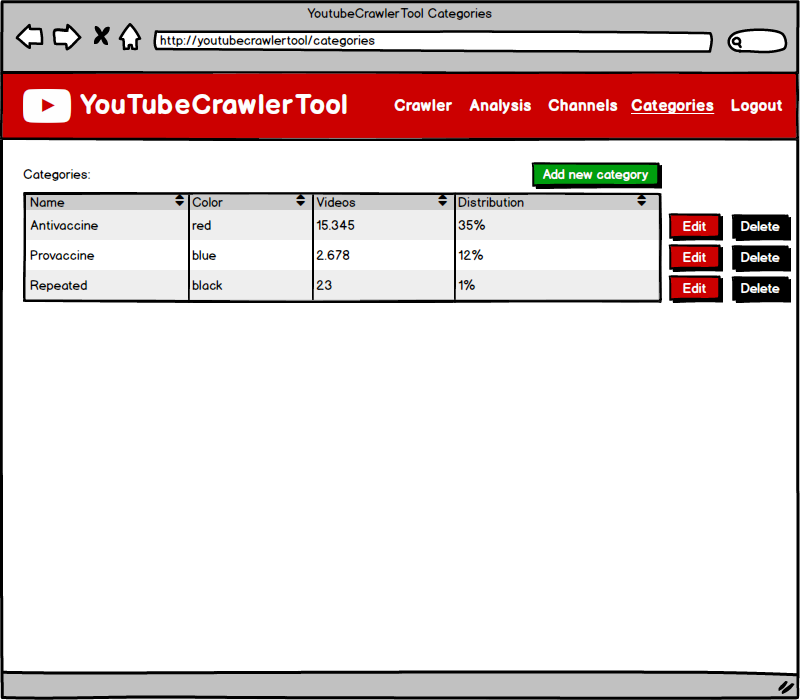 YoutubeCrawlerTool Categories
http://youtubecrawlertool/categories
YouTubeCrawlerTool Crawler Analysis Channels Categories Logout
Categories: Add new category
Name Color Videos Distribution
Antivaccine red 15.345 35% Edit Delete
Provaccine blue 2.678 12% Edit Delete
Repeated black 23 1% Edit Delete